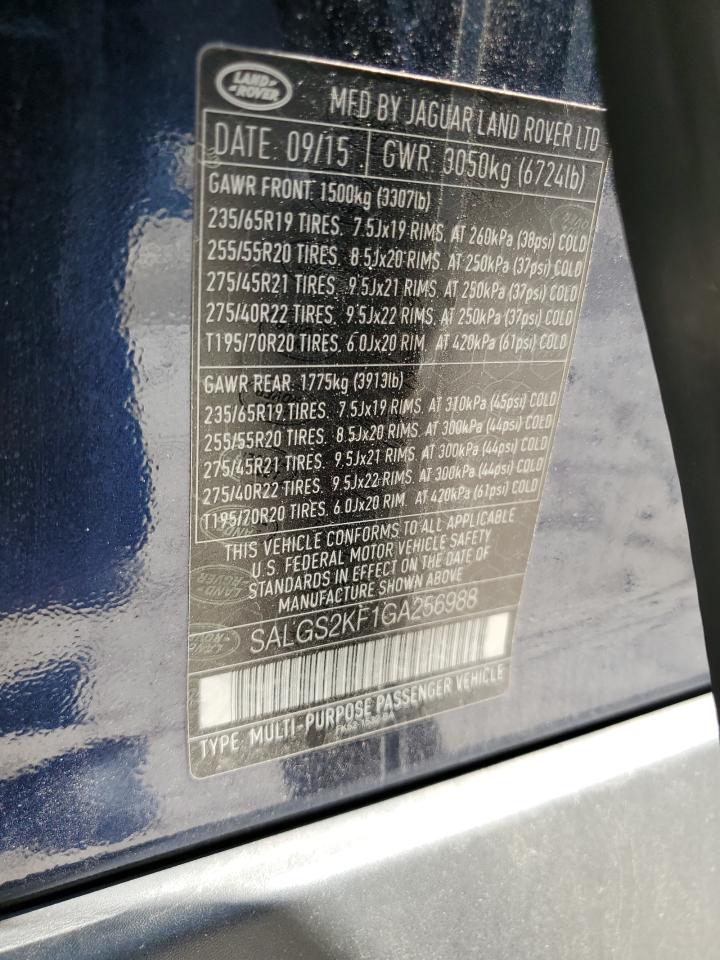 LAND ROVER
MFD BY JAGUAR LAND ROVER LTD
DATE: 09/15 GWR: 3050kg (6724lb)
GAWR FRONT 1500kg (3307lb)
235/65R19 TIRES. 7.5Jx19 RIMS. AT 260kPa (38psi) COLD
255/55R20 TIRES. 8.5Jx20 RIMS. AT 250kPa (37psi) COLD
275/45R21 TIRES. 9.5Jx21 RIMS. AT 250kPa (37psi) COLD
275/40R22 TIRES. 9.5Jx22 RIMS. AT 250kPa (37psi) COLD
T195/70R20 TIRES. 6.0Jx20 RIM. AT 420kPa (61psi) COLD
GAWR REAR. 1775kg (3913lb)
235/65R19 TIRES. 7.5Jx19 RIMS. AT 310kPa (45psi) COLD
255/55R20 TIRES. 8.5Jx20 RIMS. AT 300kPa (44psi) COLD
275/45R21 TIRES. 9.5Jx21 RIMS. AT 300kPa (44psi) COLD
275/40R22 TIRES. 9.5Jx22 RIMS. AT 300kPa (44psi) COLD
T195/70R20 TIRES. 6.0Jx20 RIM. AT 420kPa (61psi) COLD
THIS VEHICLE CONFORMS TO ALL APPLICABLE
U.S. FEDERAL MOTOR VEHICLE SAFETY
STANDARDS IN EFFECT ON THE DATE OF
MANUFACTURE SHOWN ABOVE
SALGS2KF1GA256988
TYPE: MULTI-PURPOSE PASSENGER VEHICLE